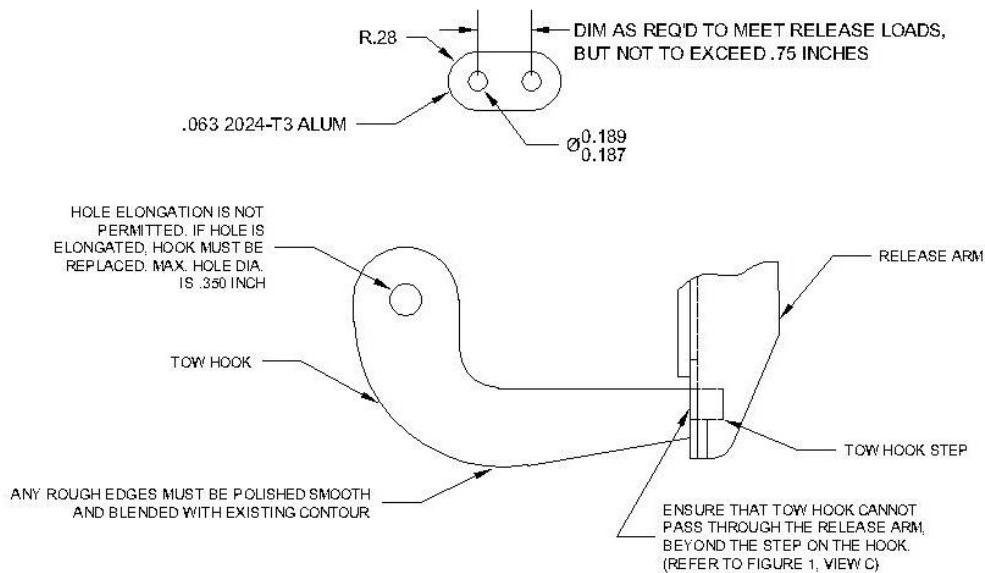 R.28
DIM AS REQ'D TO MEET RELEASE LOADS,
BUT NOT TO EXCEED .75 INCHES
.063 2024-T3 ALUM
Ø0.189
0.187
HOLE ELONGATION IS NOT
PERMITTED. IF HOLE IS
ELONGATED, HOOK MUST BE
REPLACED. MAX. HOLE DIA.
IS .350 INCH
RELEASE ARM
TOW HOOK
TOW HOOK STEP
ANY ROUGH EDGES MUST BE POLISHED SMOOTH
AND BLENDED WITH EXISTING CONTOUR
ENSURE THAT TOW HOOK CANNOT
PASS THROUGH THE RELEASE ARM,
BEYOND THE STEP ON THE HOOK.
(REFER TO FIGURE 1, VIEW C)